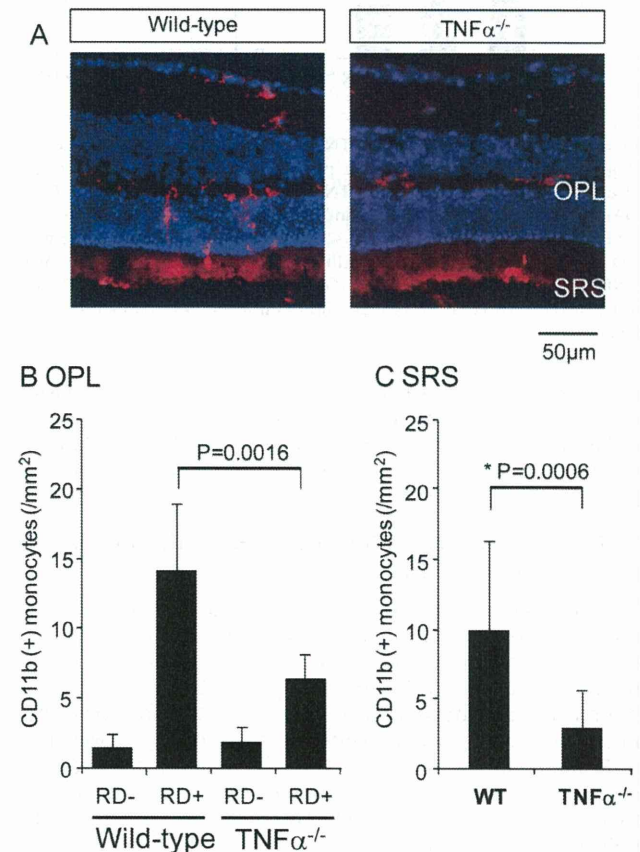 A
Wild-type
TNFα-/-
OPL
SRS
50μm
B OPL
CD11b (+) monocytes (/mm2)
25
20
15
10
5
0
P=0.0016
RD-
RD+
RD-
RD+
Wild-type
TNFα-/-
C SRS
CD11b (+) monocytes (/mm2)
25
20
15
10
5
0
* P=0.0006
WT
TNFα-/-